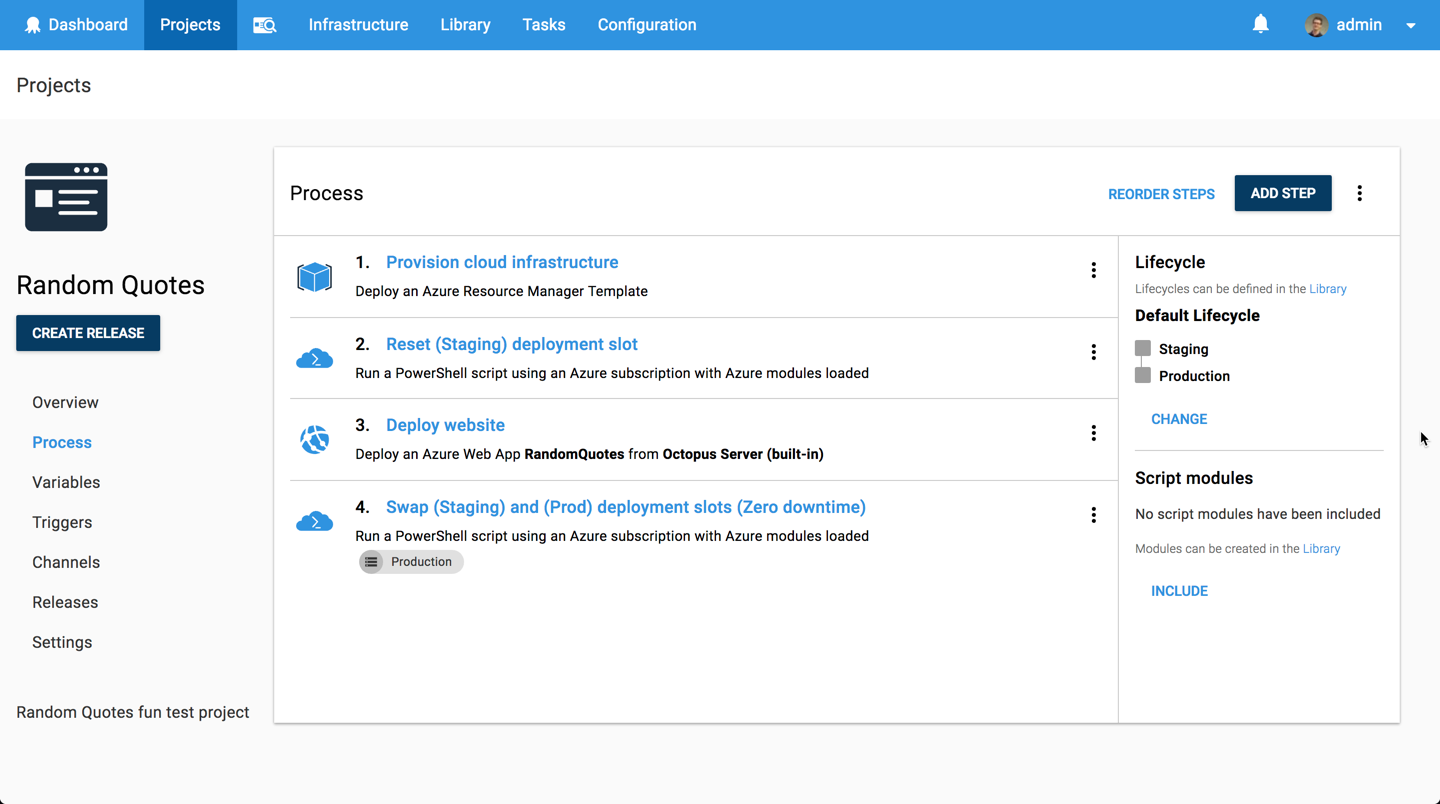 Dashboard Projects Infrastructure Library Tasks Configuration admin
Projects
Random Quotes
CREATE RELEASE
Overview
Process
Variables
Triggers
Channels
Releases
Settings
Random Quotes fun test project
Process
REORDER STEPS
ADD STEP
1. Provision cloud infrastructure
Deploy an Azure Resource Manager Template
2. Reset (Staging) deployment slot
Run a PowerShell script using an Azure subscription with Azure modules loaded
3. Deploy website
Deploy an Azure Web App RandomQuotes from Octopus Server (built-in)
4. Swap (Staging) and (Prod) deployment slots (Zero downtime)
Run a PowerShell script using an Azure subscription with Azure modules loaded
Production
Lifecycle
Lifecycles can be defined in the Library
Default Lifecycle
Staging
Production
CHANGE
Script modules
No script modules have been included
Modules can be created in the Library
INCLUDE